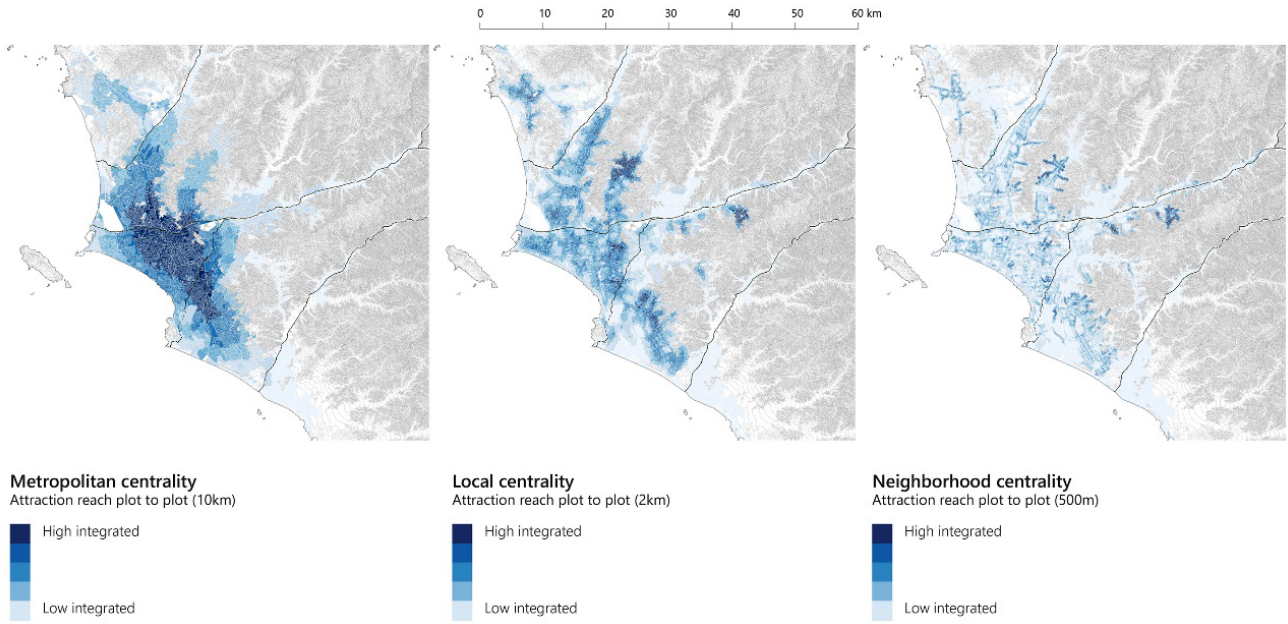 0 10 20 30 40 50 60 km
Metropolitan centrality
Attraction reach plot to plot (10km)
High integrated
Low integrated
Local centrality
Attraction reach plot to plot (2km)
High integrated
Low integrated
Neighborhood centrality
Attraction reach plot to plot (500m)
High integrated
Low integrated